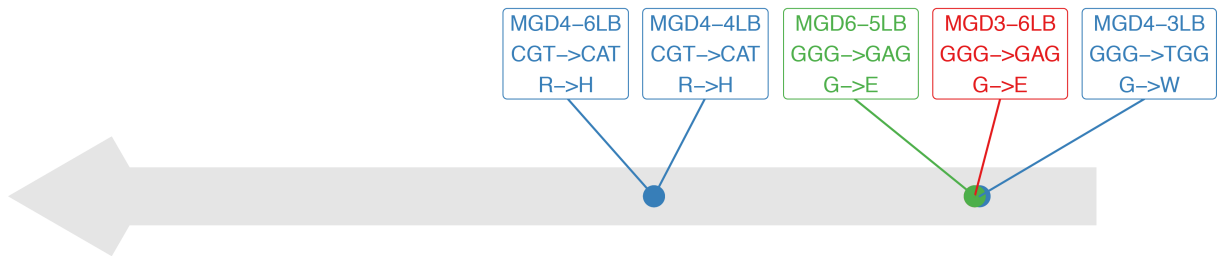 MGD4−6LB
CGT−>CAT
R−>H
MGD4−4LB
CGT−>CAT
R−>H
MGD6−5LB
GGG−>GAG
G−>E
MGD3−6LB
GGG−>GAG
G−>E
MGD4−3LB
GGG−>TGG
G−>W